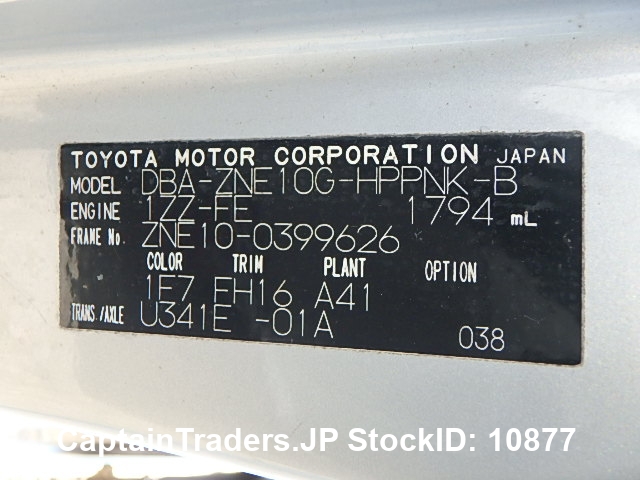 TOYOTA MOTOR CORPORATION JAPAN
MODEL DBA-ZNE10G-HPPNK-B
ENGINE 1ZZ-FE 1794 mL
FRAME No. ZNE10-0399626
COLOR TRIM PLANT OPTION
1F7 FH16 A41
TRANS./AXLE U341E -01A
038
CaptainTraders.JP StockID: 10877